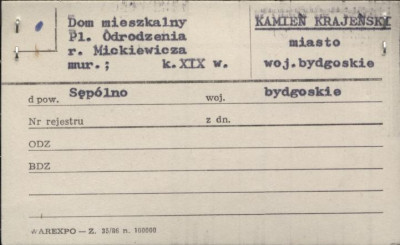 Dom mieszkalny
Pl. Odrodzenia
r. Mickiewicza
mur.; k.XIX w.
KAMIEŃ KRAJEŃSKI
miasto
woj.bydgoskie
d pow. Sępólno woj. bydgoskie
Nr rejestru z dn.
ODZ
BDZ
AREXPO — Z. 35/86 n. 100000